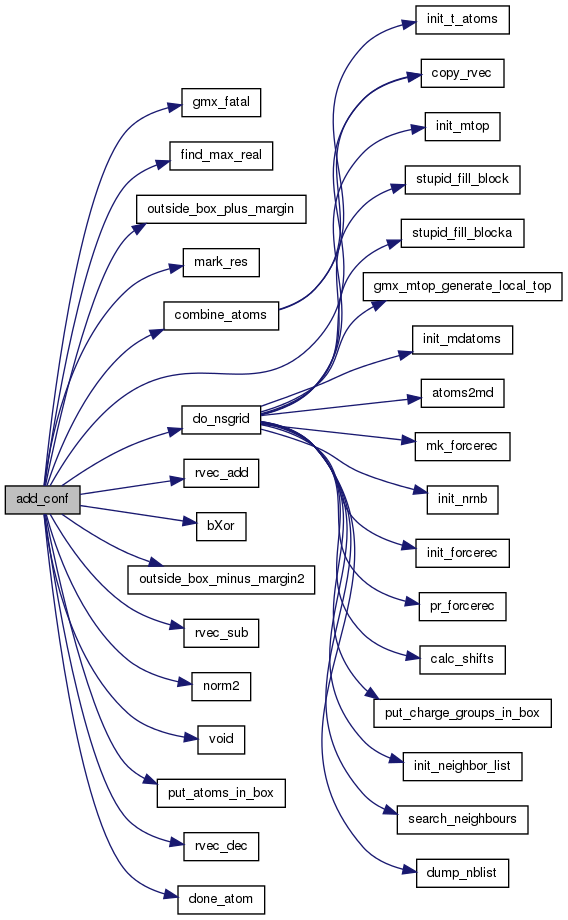 add_conf
gmx_fatal
find_max_real
outside_box_plus_margin
mark_res
combine_atoms
do_nsgrid
rvec_add
bXor
outside_box_minus_margin2
rvec_sub
norm2
void
put_atoms_in_box
rvec_dec
done_atom
init_t_atoms
copy_rvec
init_mtop
stupid_fill_block
stupid_fill_blocka
gmx_mtop_generate_local_top
init_mdatoms
atoms2md
mk_forcerec
init_nrnb
init_forcerec
pr_forcerec
calc_shifts
put_charge_groups_in_box
init_neighbor_list
search_neighbours
dump_nblist